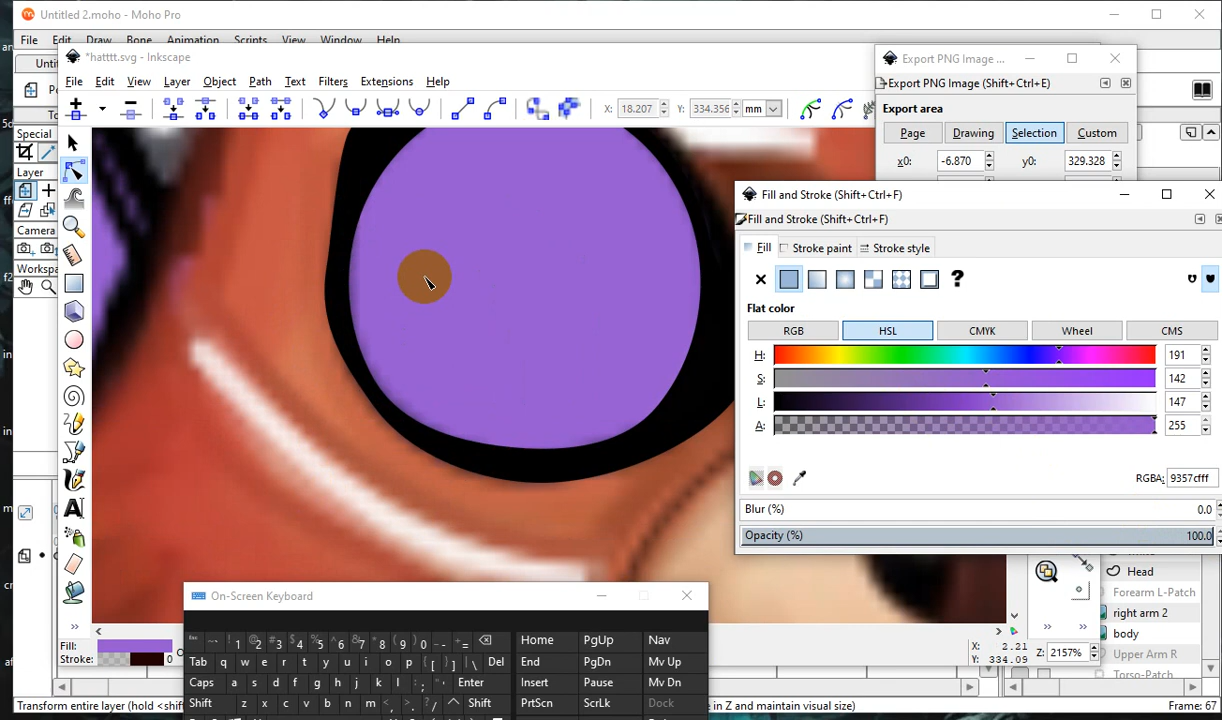 Untitled 2.moho - Moho Pro
File Edit Draw Bone Animation Scripts View Window Help
*hatttt.svg - Inkscape
File Edit View Layer Object Path Text Filters Extensions Help
X: 18.207 Y: 334.356 mm
Special
Layer
Camera
Export PNG Image ...
Export PNG Image (Shift+Ctrl+E)
Export area
Page Drawing Selection Custom
x0: -6.870 y0: 329.328
Fill and Stroke (Shift+Ctrl+F)
Fill and Stroke (Shift+Ctrl+F)
Fill Stroke paint Stroke style
Flat color
RGB HSL CMYK Wheel CMS
H: 191
S: 142
L: 147
A: 255
RGBA: 9357cfff
Blur (%) 0.0
Opacity (%) 100.0
Head
Forearm L-Patch
right arm 2
body
Upper Arm R
Torso-Patch
On-Screen Keyboard
Home PgUp Nav
Tab q w e r t y u i o p [ ] \ Del End PgDn Mv Up
Caps a s d f g h j k l ; ' Enter Insert Pause Mv Dn
Shift z x c v b n m , . / Shift PrtScn ScrLk Dock
Fill:
Stroke: 0
X: 2.21
Y: 334.09
Z: 2157%
Transform entire layer (hold <shif
e in Z and maintain visual size)
Frame: 67